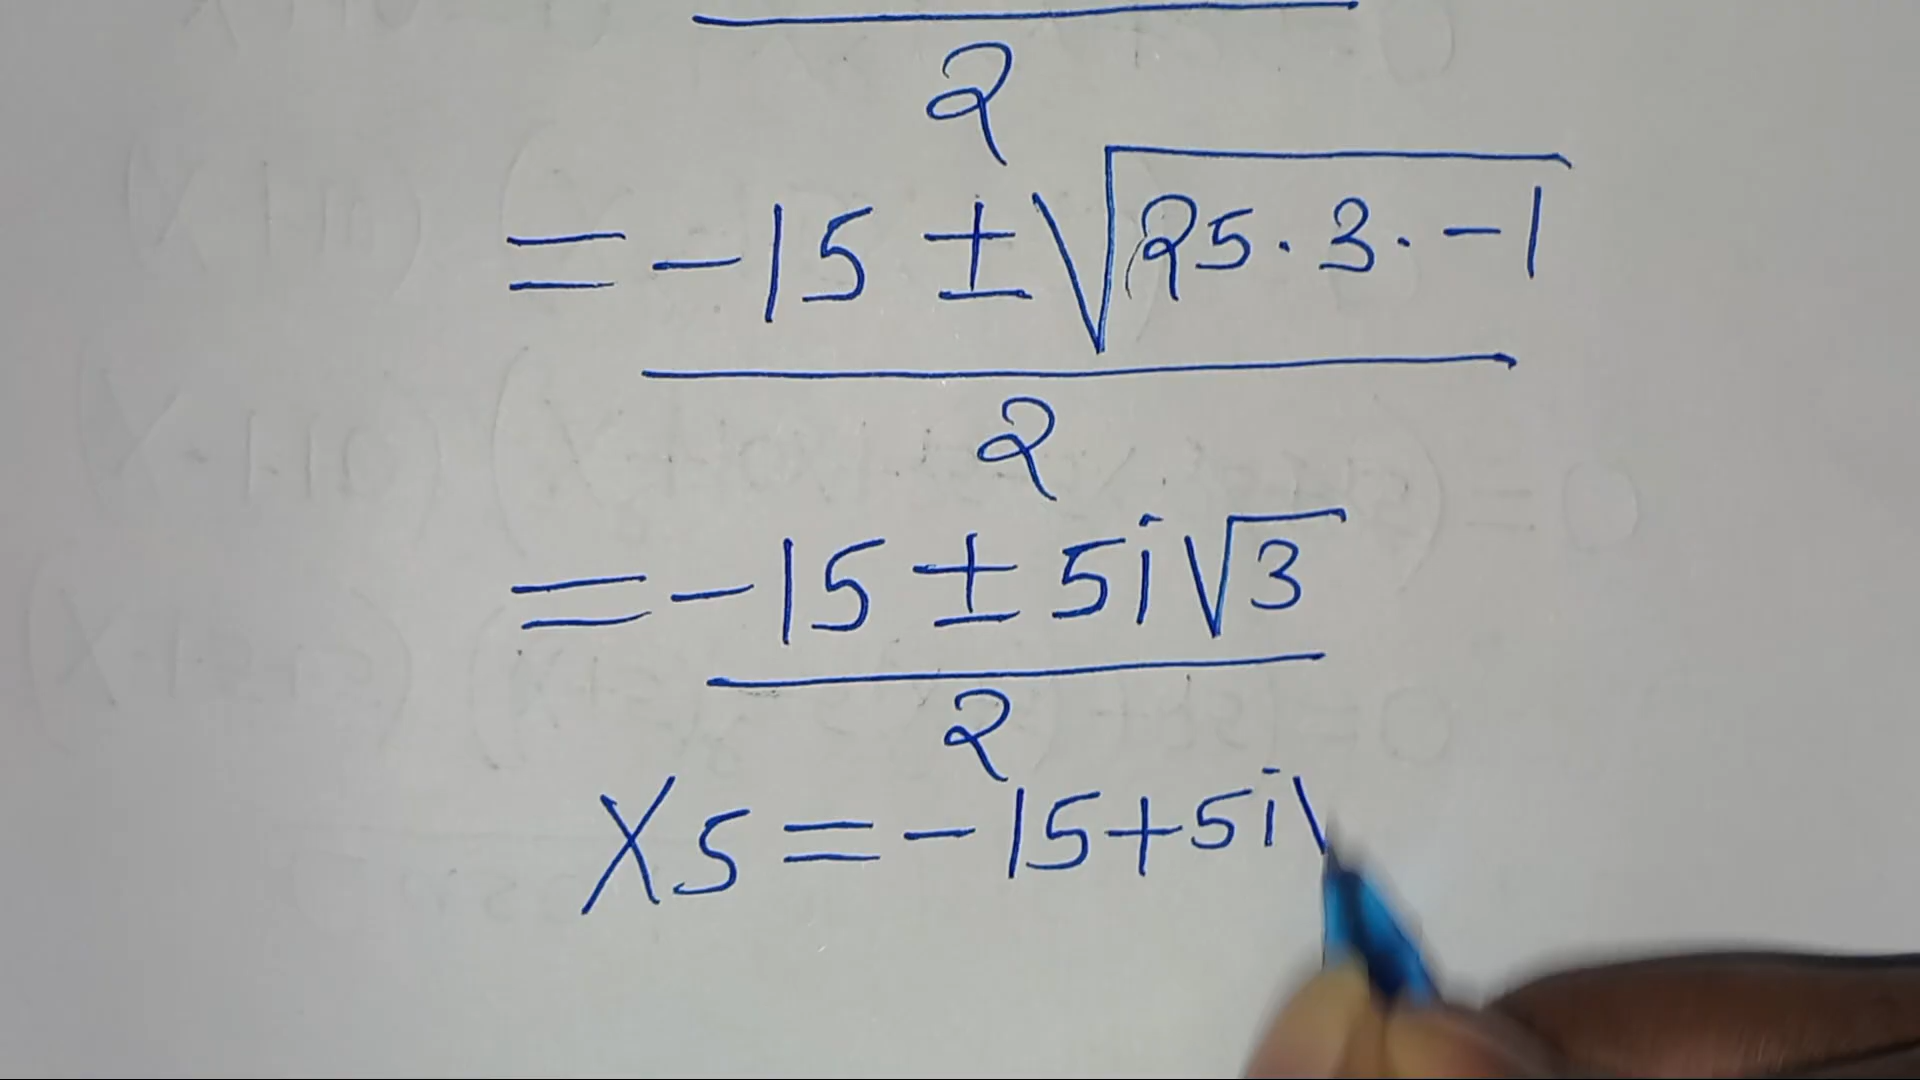 2
= -15 ± √25 · 3 · -1
2
= -15 ± 5i√3
2
X5 = -15+5i√